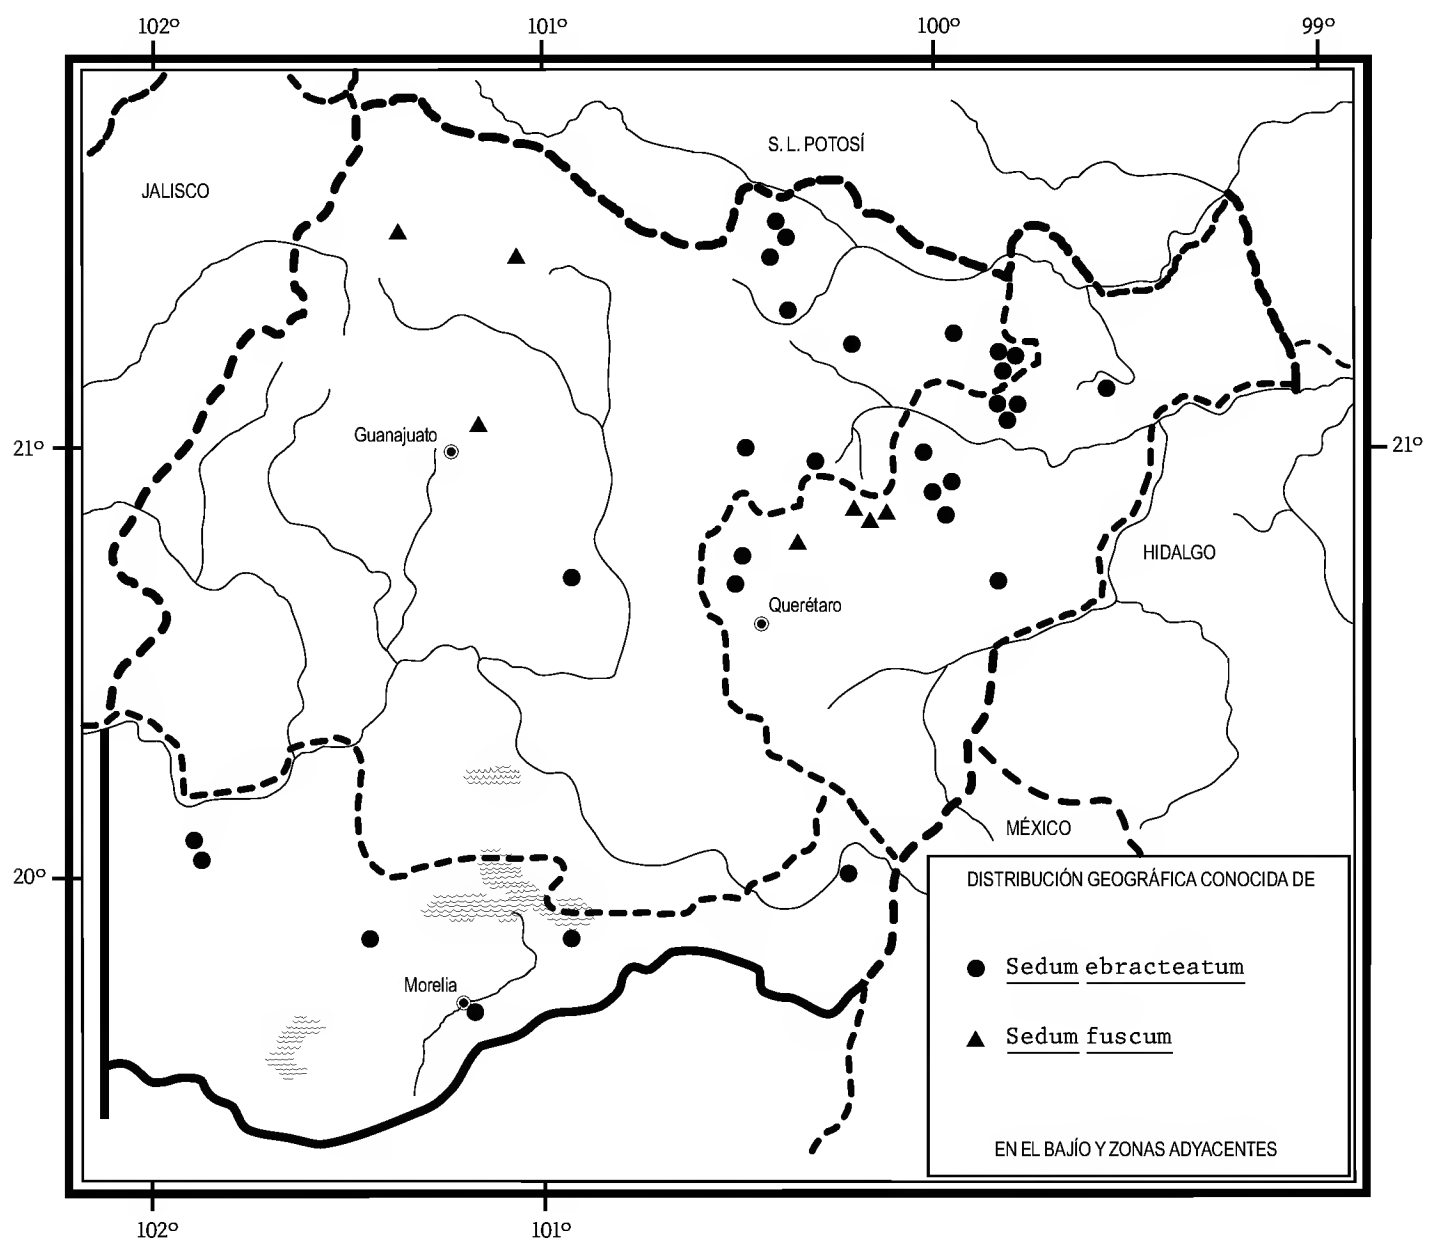 102º 101º 100º 99º
S. L. POTOSÍ
JALISCO
Guanajuato
21º 21º
HIDALGO
Querétaro
MÉXICO
20º
DISTRIBUCIÓN GEOGRÁFICA CONOCIDA DE
Sedum ebracteatum
Morelia
Sedum fuscum
EN EL BAJÍO Y ZONAS ADYACENTES
102º 101º